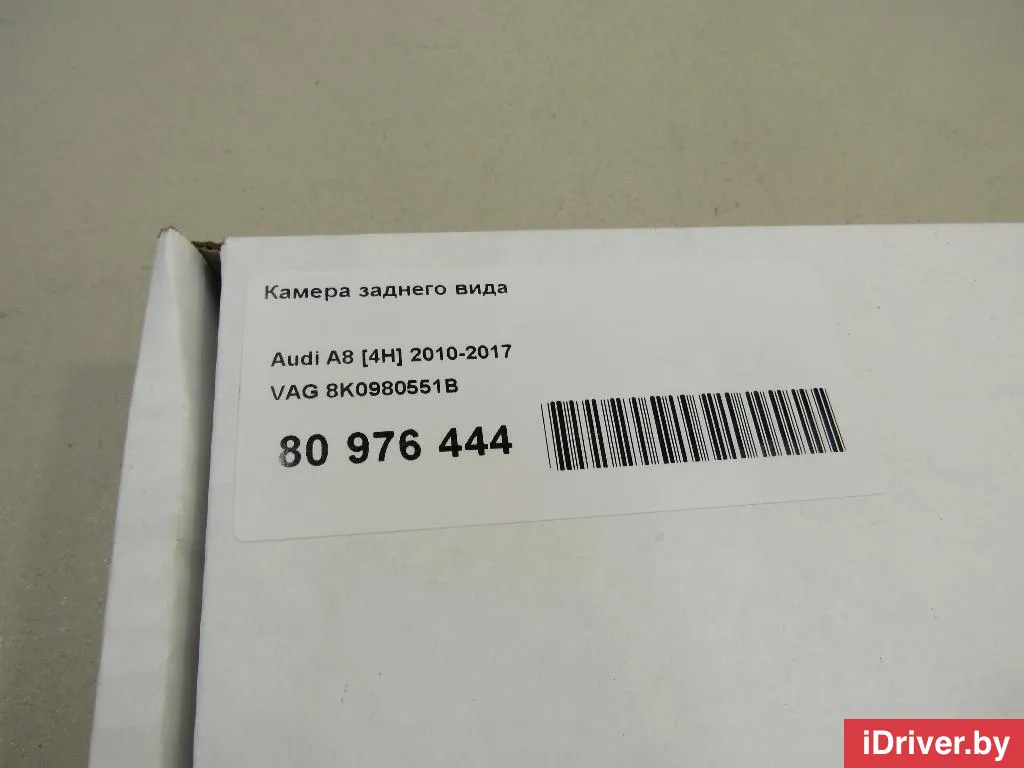 Камера заднего вида
Audi A8 [4H] 2010-2017
VAG 8K0980551B
80 976 444
iDriver.by